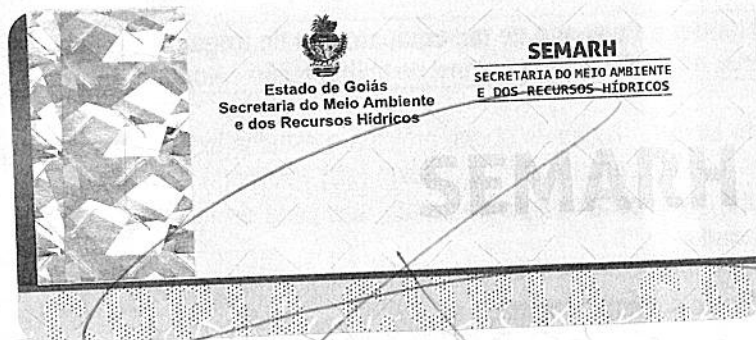 Estado de Goiás
Secretaria do Meio Ambiente
e dos Recursos Hídricos
SEMARH
SECRETARIA DO MEIO AMBIENTE
E DOS RECURSOS HÍDRICOS
SEMARH
COPIA